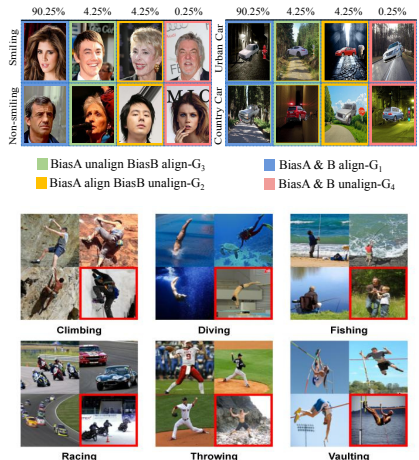 90.25% 4.25% 4.25% 0.25% 90.25% 4.25% 4.25% 0.25%
Smiling
Non-smiling
Urban Car
Country Car
BiasA unalign BiasB align-G₃
BiasA & B align-G₁
BiasA align BiasB unalign-G₂
BiasA & B unalign-G₄
Climbing Diving Fishing
Racing Throwing Vaulting